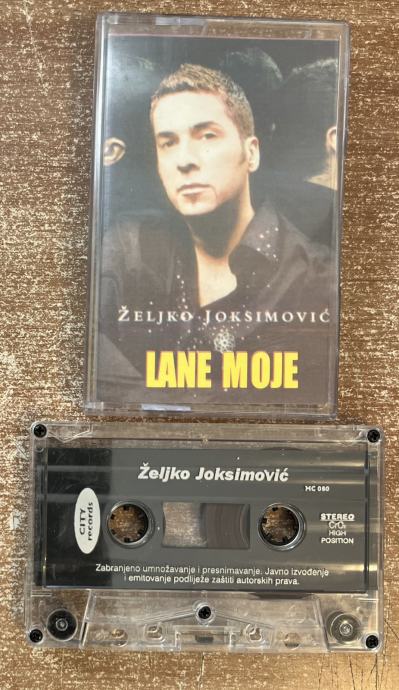 ŽELJKO JOKSIMOVIĆ
LANE MOJE
Željko Joksimović
MC 080
CITY
records
STEREO
CrO₂
HIGH
POSITION
Zabranjeno umnožavanje i presnimavanje. Javno izvođenje
i emitovanje podliježe zaštiti autorskih prava.